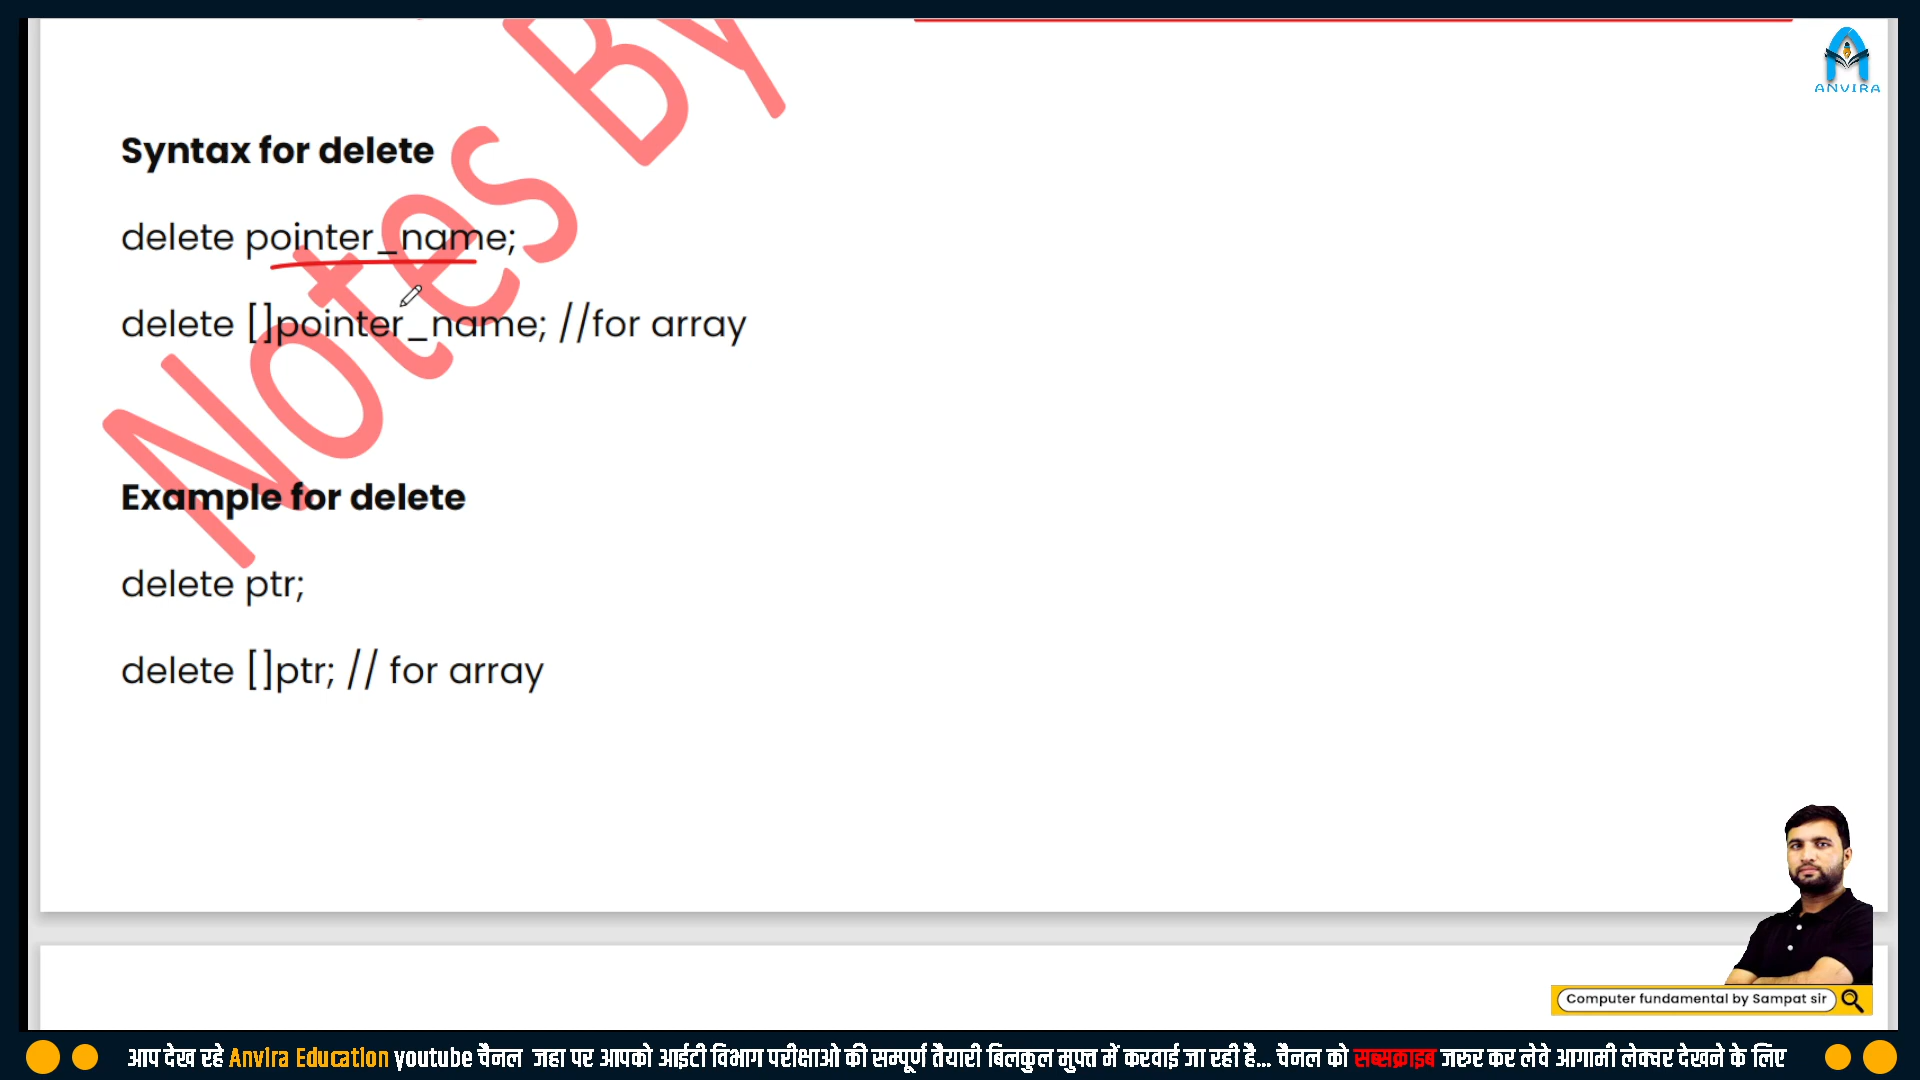 Notes By
ANVIRA
Syntax for delete
delete pointer_name;
delete []pointer_name; //for array
Example for delete
delete ptr;
delete []ptr; // for array
Computer fundamental by Sampat sir
आप देख रहे Anvira Education youtube चैनल जहा पर आपको आईटी विभाग परीक्षाओ की सम्पूर्ण तैयारी बिलकुल मुफ्त में करवाई जा रही है... चैनल को सब्सक्राइब जरुर कर लेवे आगामी लेक्चर देखने के लिए